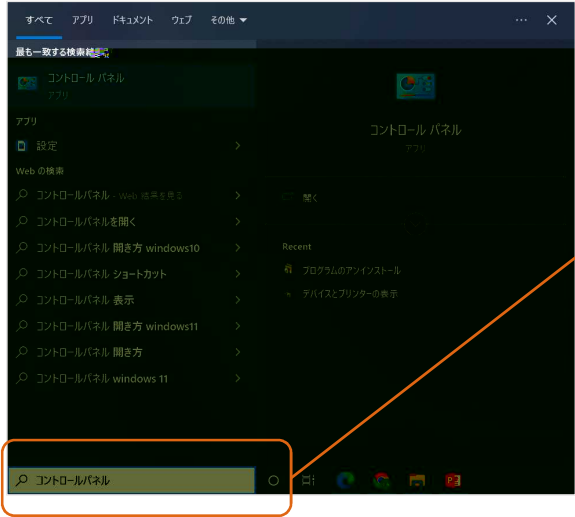 すべて アプリ ドキュメント ウェブ その他 ▼ ... ×
最も一致する検索結果
コントロール パネル
アプリ
コントロール パネル
アプリ
アプリ
設定
Web の検索
コントロールパネル - Web 結果を見る
開く
コントロールパネルを開く
コントロールパネル 開き方 windows10
Recent
コントロールパネル ショートカット
プログラムのアンインストール
コントロールパネル 表示
デバイスとプリンターの表示
コントロールパネル 開き方 windows11
コントロールパネル 開き方
コントロールパネル windows 11
コントロールパネル